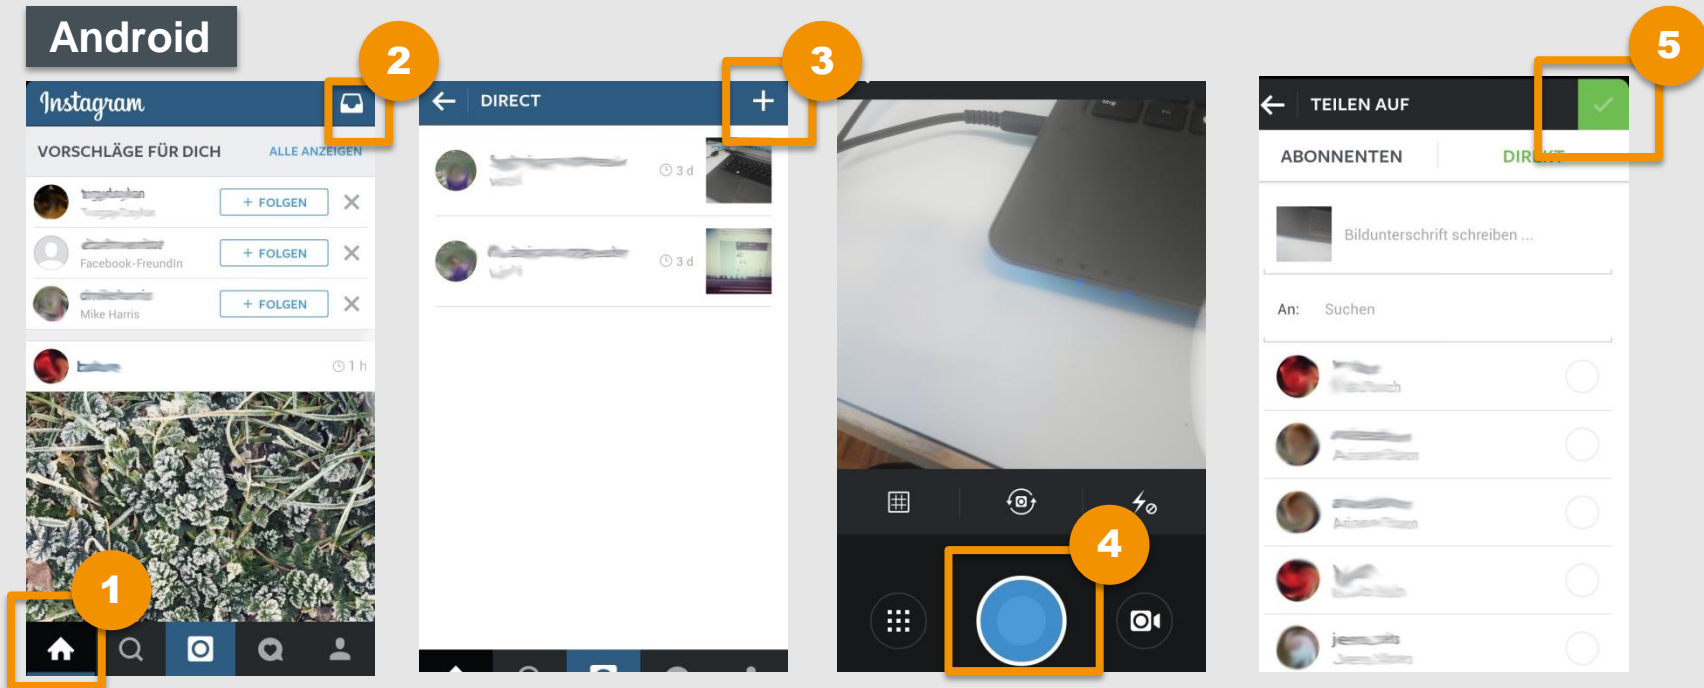 Android
1
2
3
4
5
Instagram
VORSCHLÄGE FÜR DICH
ALLE ANZEIGEN
+ FOLGEN
Facebook-FreundIn
+ FOLGEN
Mike Harris
+ FOLGEN
1 h
DIRECT
3 d
3 d
TEILEN AUF
ABONNENTEN
DIREKT
Bildunterschrift schreiben ...
An: Suchen